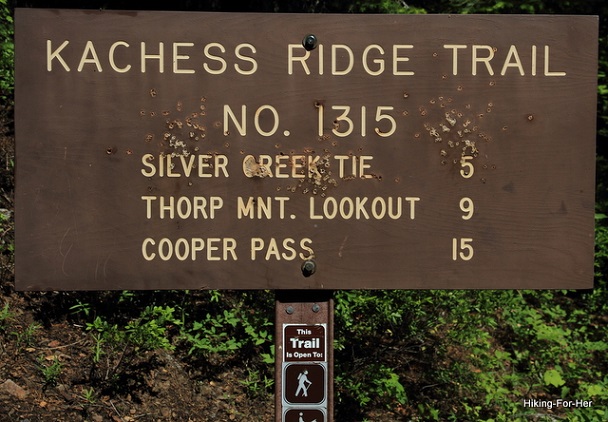 KACHESS RIDGE TRAIL
NO. 1315
SILVER CREEK TIE 5
THORP MNT. LOOKOUT 9
COOPER PASS 15
This
Trail
Is Open To:
Hiking-For-Her